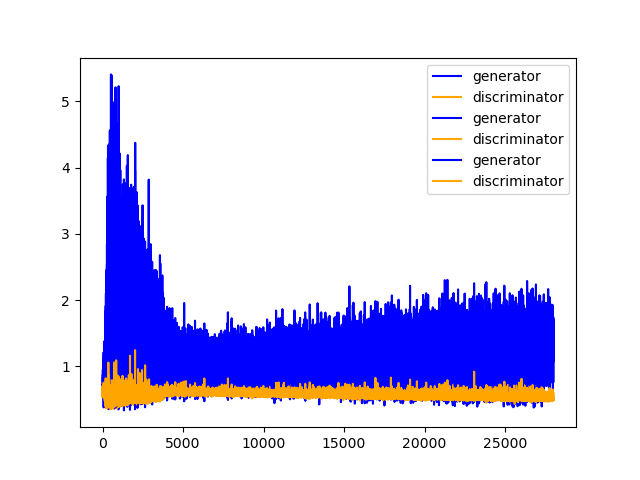 generator
discriminator
generator
discriminator
generator
discriminator
5
4
3
2
1
0 5000 10000 15000 20000 25000